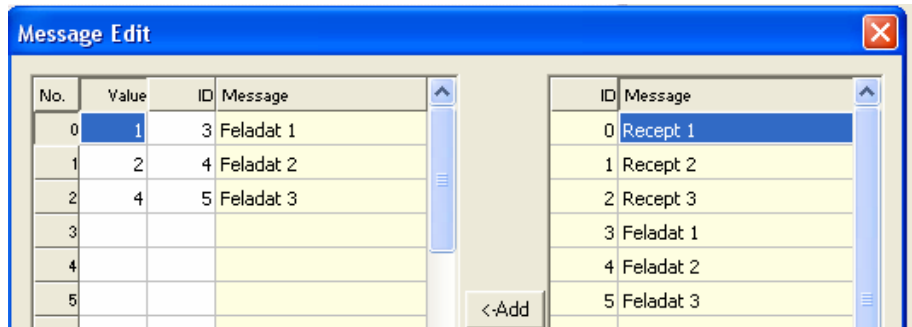 Message Edit
No. Value ID Message ID Message
0 1 3 Feladat 1 0 Recept 1
1 2 4 Feladat 2 1 Recept 2
2 4 5 Feladat 3 2 Recept 3
3 3 Feladat 1
4 4 Feladat 2
5 <-Add 5 Feladat 3